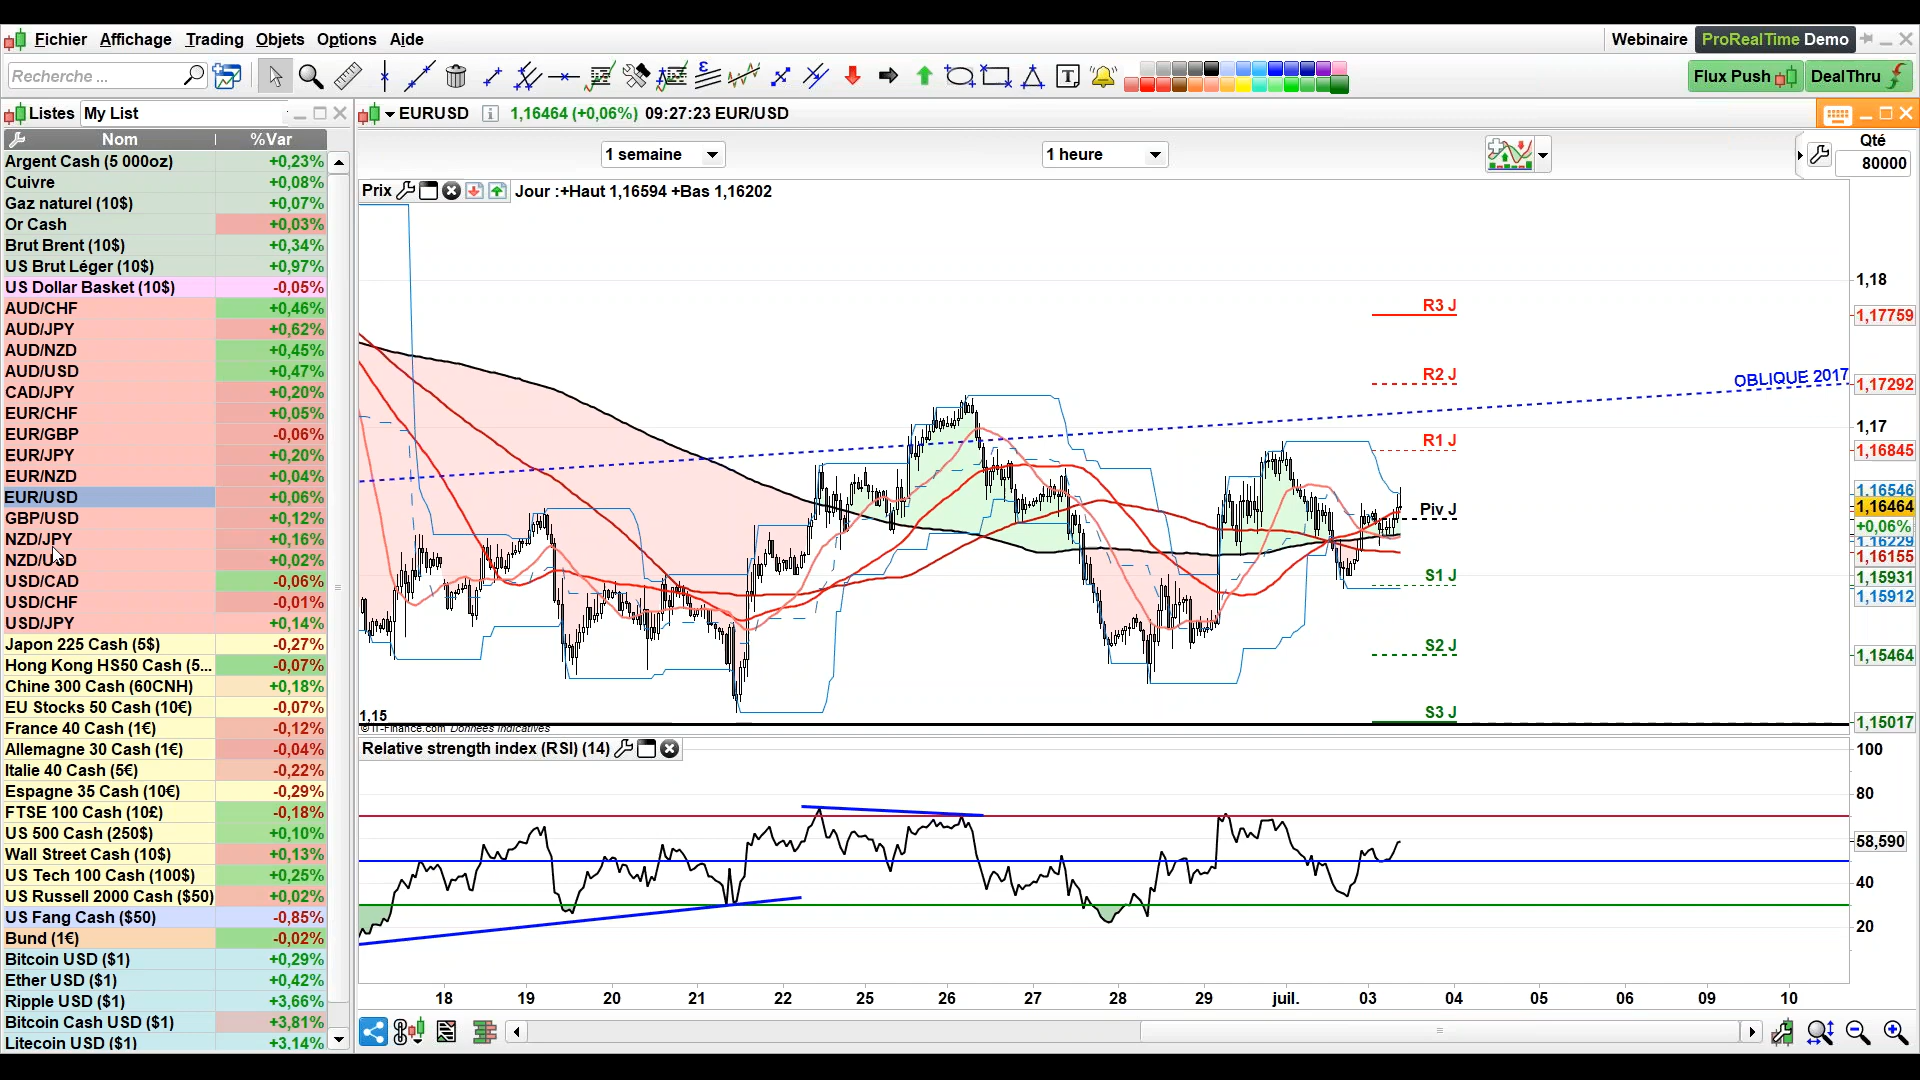 Fichier Affichage Trading Objets Options Aide
Webinaire ProRealTime Demo
Recherche ...
Flux Push DealThru
Listes My List
EURUSD 1,16464 (+0,06%) 09:27:23 EUR/USD
Nom %Var
Argent Cash (5 000oz) +0,23%
Cuivre +0,08%
Gaz naturel (10$) +0,07%
Or Cash +0,03%
Brut Brent (10$) +0,34%
US Brut Léger (10$) +0,97%
US Dollar Basket (10$) -0,05%
AUD/CHF +0,46%
AUD/JPY +0,62%
AUD/NZD +0,45%
AUD/USD +0,47%
CAD/JPY +0,20%
EUR/CHF +0,05%
EUR/GBP -0,06%
EUR/JPY +0,20%
EUR/NZD +0,04%
EUR/USD +0,06%
GBP/USD +0,12%
NZD/JPY +0,16%
NZD/USD +0,02%
USD/CAD -0,06%
USD/CHF -0,01%
USD/JPY +0,14%
Japon 225 Cash (5$) -0,27%
Hong Kong HS50 Cash (5... -0,07%
Chine 300 Cash (60CNH) +0,18%
EU Stocks 50 Cash (10€) -0,07%
France 40 Cash (1€) -0,12%
Allemagne 30 Cash (1€) -0,04%
Italie 40 Cash (5€) -0,22%
Espagne 35 Cash (10€) -0,29%
FTSE 100 Cash (10£) -0,18%
US 500 Cash (250$) +0,10%
Wall Street Cash (10$) +0,13%
US Tech 100 Cash (100$) +0,25%
US Russell 2000 Cash ($50) +0,02%
US Fang Cash ($50) -0,85%
Bund (1€) -0,02%
Bitcoin USD ($1) +0,29%
Ether USD ($1) +0,42%
Ripple USD ($1) +3,66%
Bitcoin Cash USD ($1) +3,81%
Litecoin USD ($1) +3,14%
1 semaine
1 heure
Qté
80000
Prix Jour :+Haut 1,16594 +Bas 1,16202
R3 J
R2 J
OBLIQUE 2017
R1 J
Piv J
S1 J
S2 J
S3 J
1,15
© IT-Finance.com Données indicatives
1,18
1,17759
1,17292
1,17
1,16845
1,16546
1,16464
+0,06%
1,16229
1,16155
1,15931
1,15912
1,15464
1,15017
Relative strength index (RSI) (14)
100
80
58,590
40
20
18 19 20 21 22 25 26 27 28 29 juil. 03 04 05 06 09 10